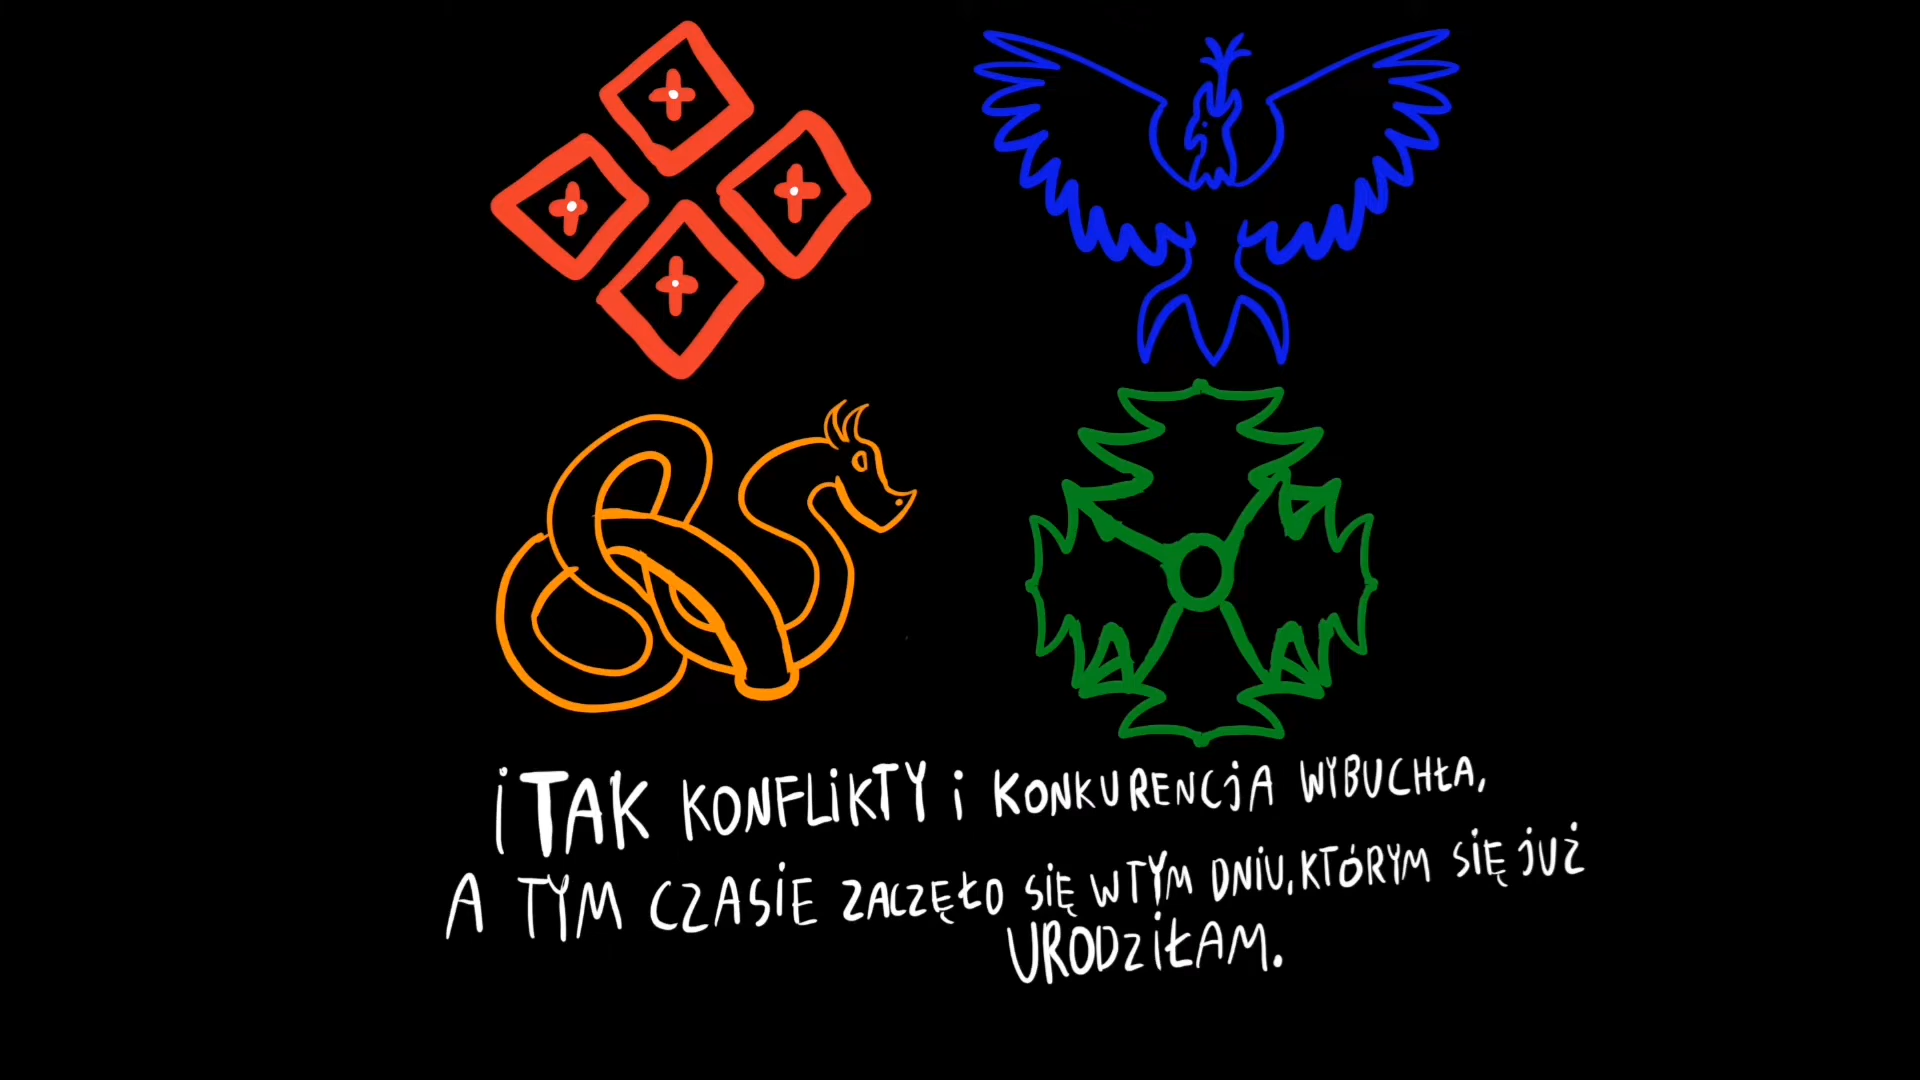 i TAK KONFLiKTY i KONKURENCjA WYBUCHŁA,
A TYM CZASiE ZACZĘŁO SiĘ W TYM DNiU, KTÓRYM SiĘ jUŻ
URODZiŁAM.